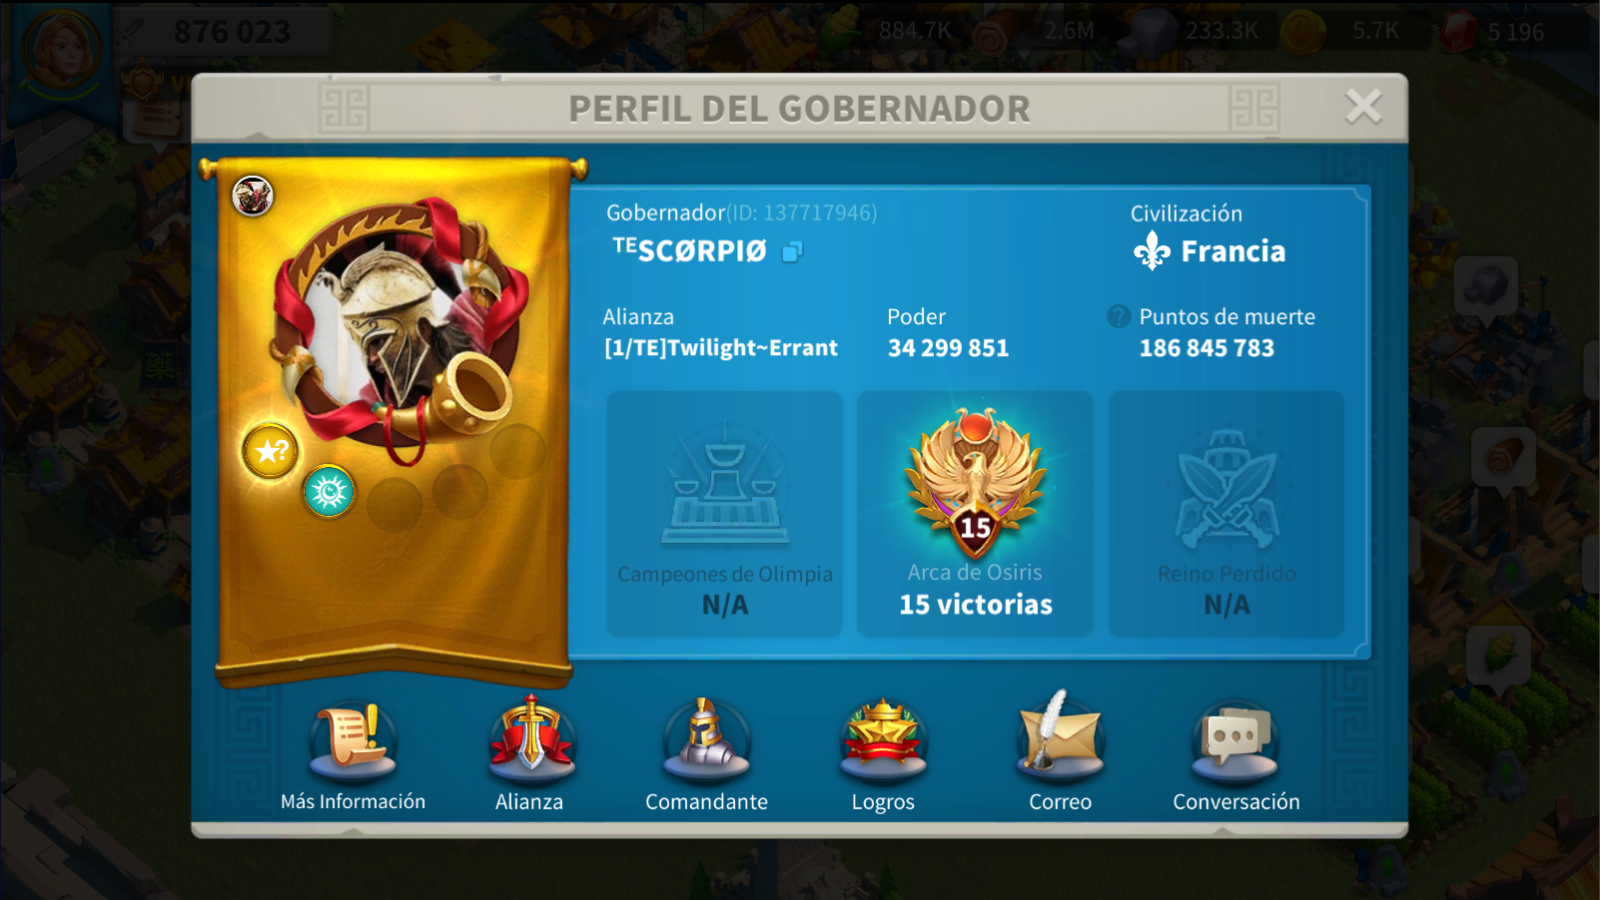 876 023
884.7K
2.6M
233.3K
5.7K
5 196
PERFIL DEL GOBERNADOR
Gobernador(ID: 137717946)
ᵀᴱSCØRPIØ
Civilización
Francia
Alianza
[1/TE]Twilight~Errant
Poder
34 299 851
? Puntos de muerte
186 845 783
?
Campeones de Olimpia
N/A
15
Arca de Osiris
15 victorias
Reino Perdido
N/A
Más Información
Alianza
Comandante
Logros
Correo
Conversación